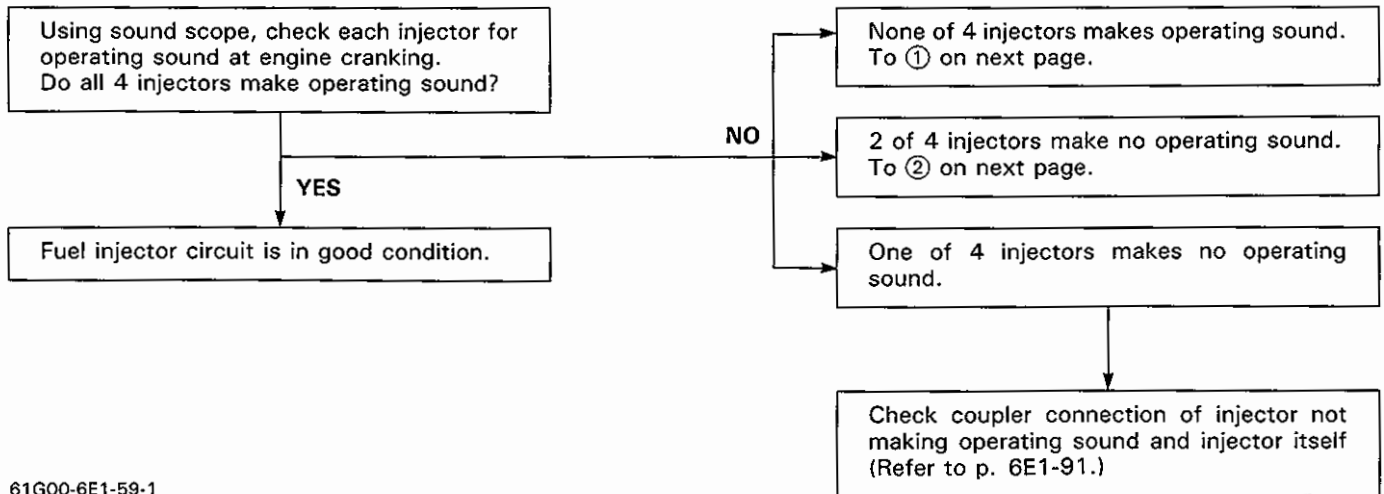 Using sound scope, check each injector for
operating sound at engine cranking.
Do all 4 injectors make operating sound?
YES
Fuel injector circuit is in good condition.
NO
None of 4 injectors makes operating sound.
To ① on next page.
2 of 4 injectors make no operating sound.
To ② on next page.
One of 4 injectors makes no operating
sound.
Check coupler connection of injector not
making operating sound and injector itself
(Refer to p. 6E1-91.)
61G00-6E1-59-1